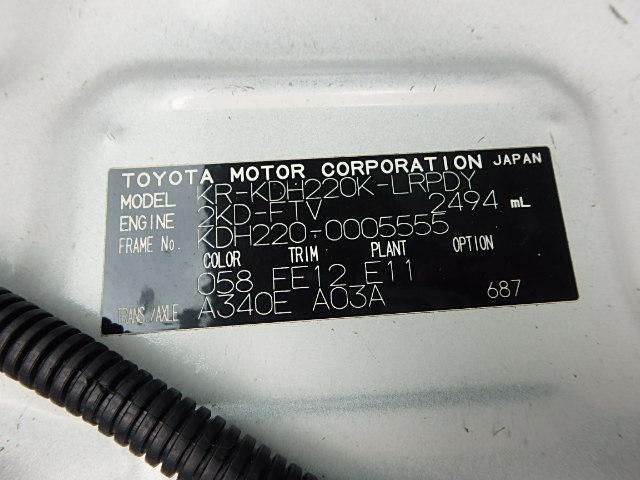 TOYOTA MOTOR CORPORATION JAPAN
MODEL KR-KDH220K-LRPDY
ENGINE 2KD-FTV 2494 mL
FRAME No. KDH220-0005555
COLOR TRIM PLANT OPTION
058 FE12 E11
TRANS./AXLE A340E A03A 687